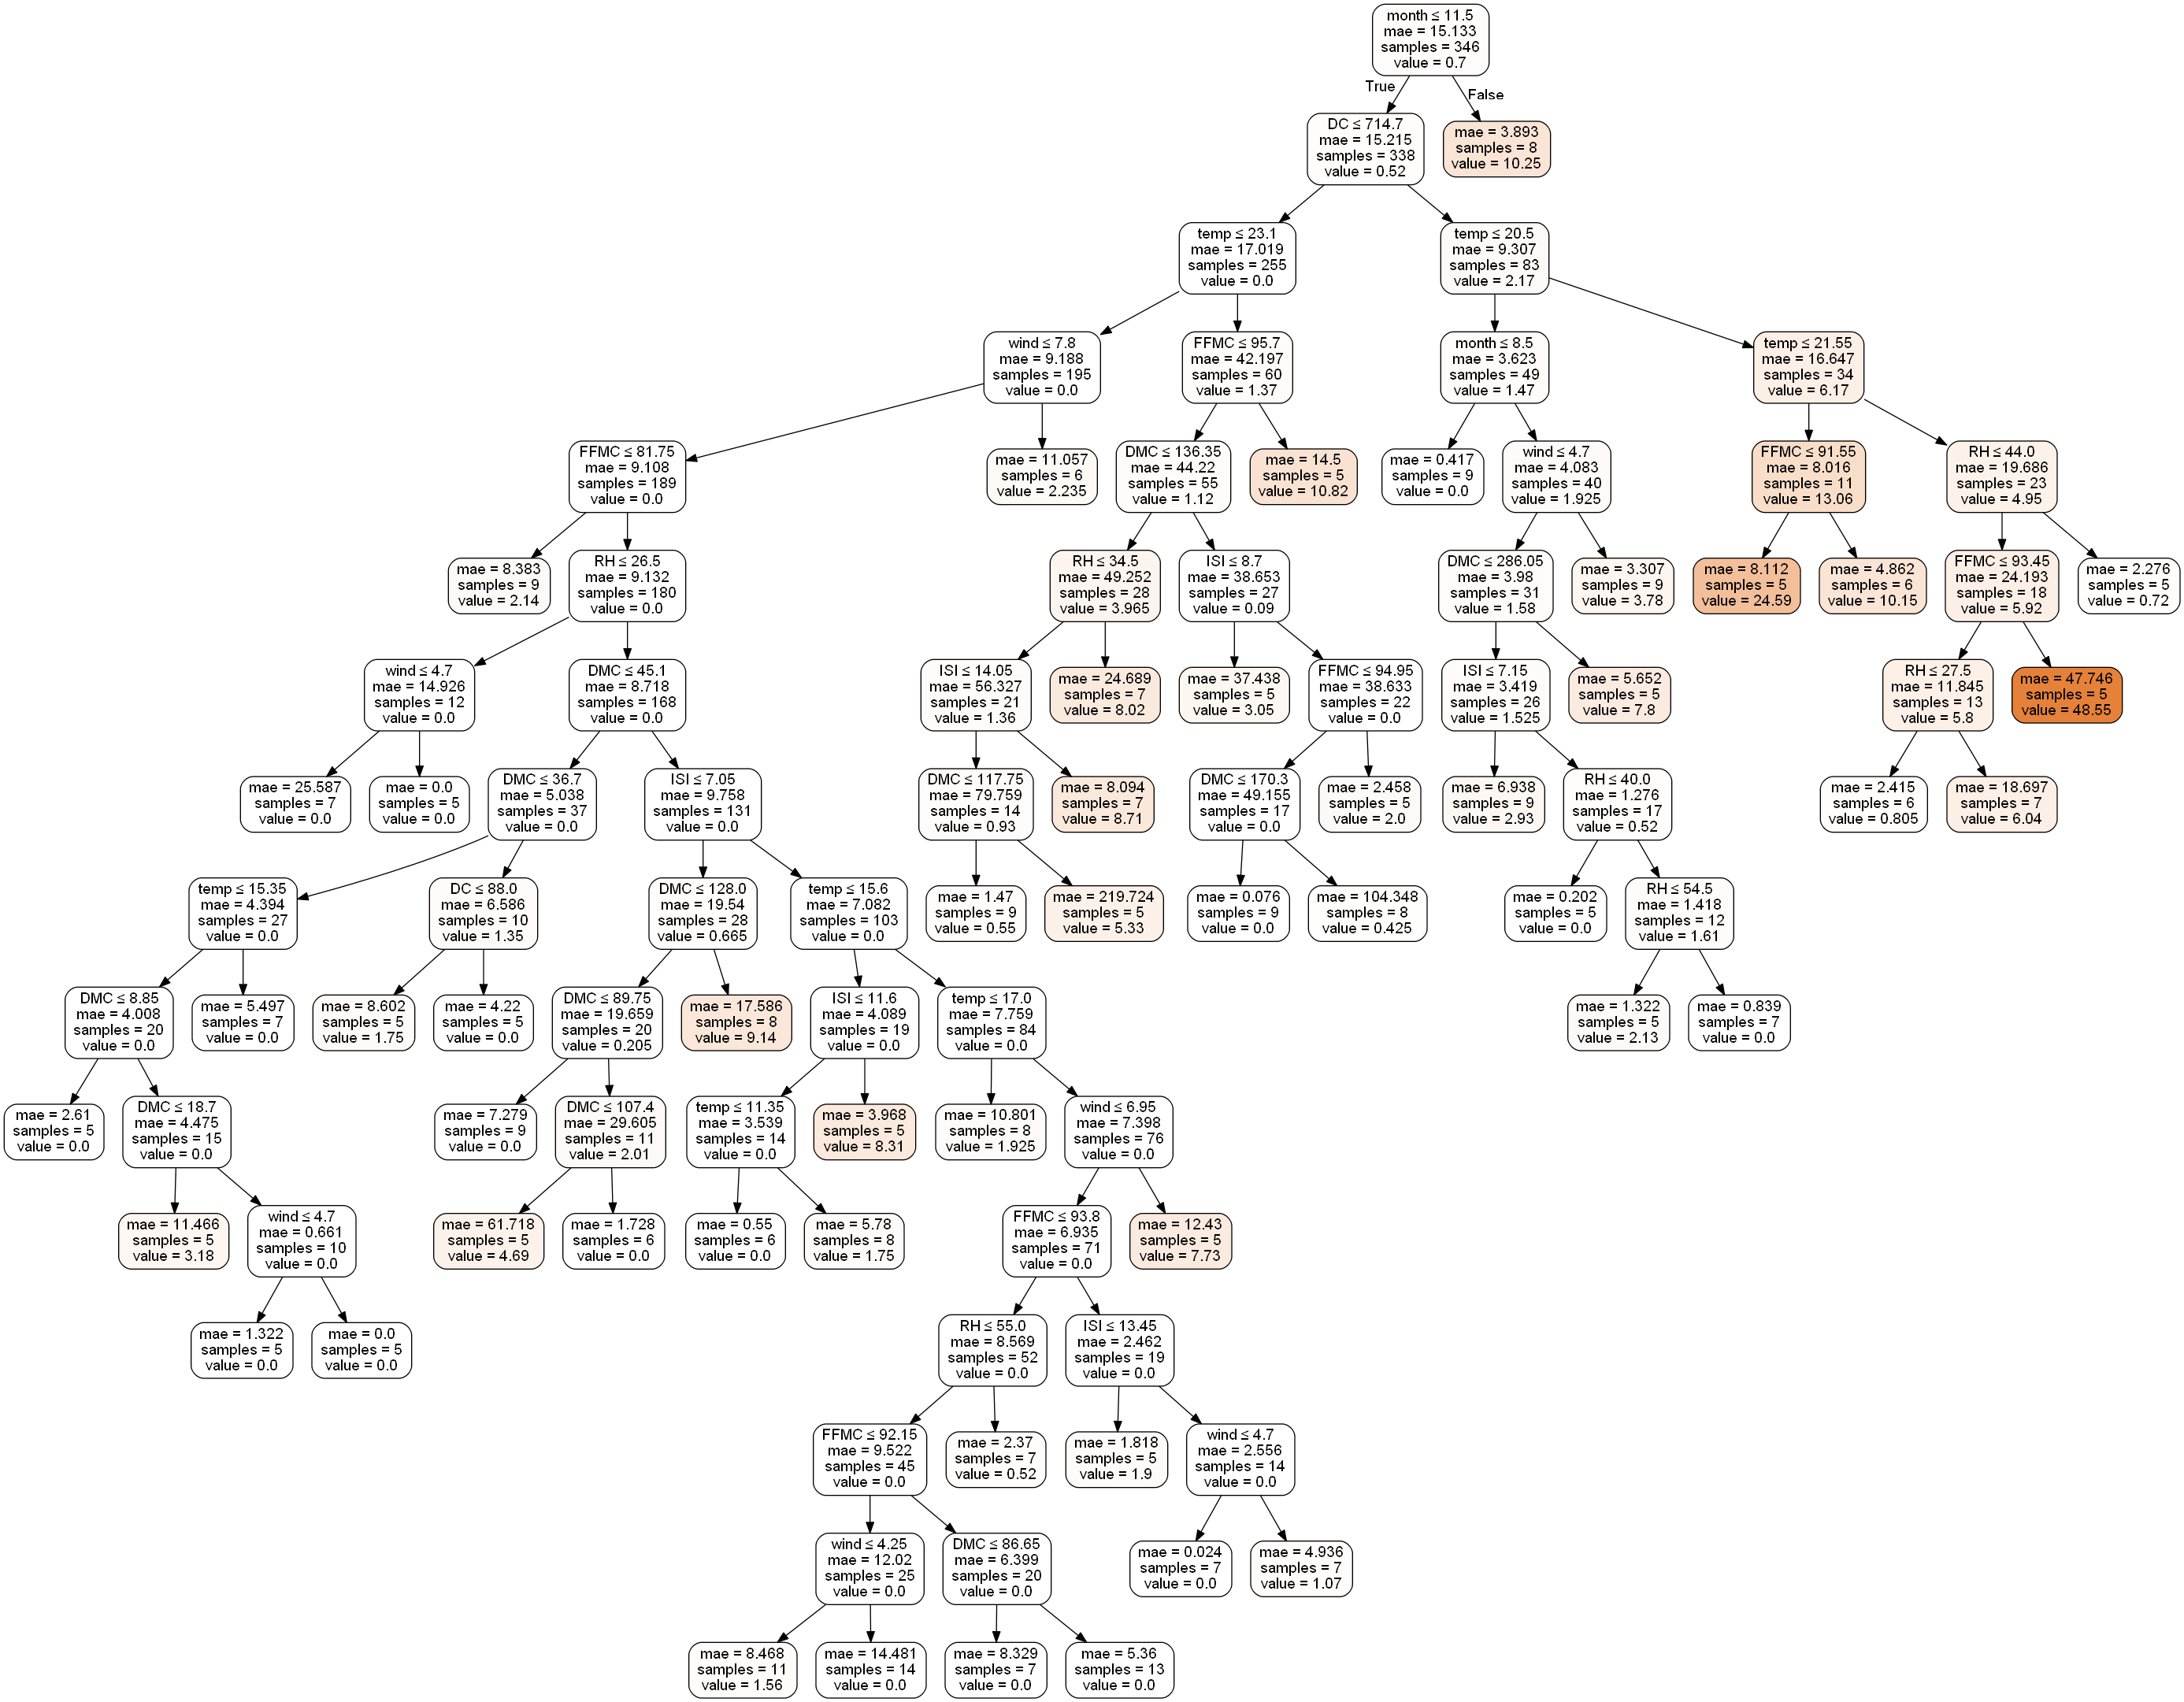 month ≤ 11.5
mae = 15.133
samples = 346
value = 0.7
True
False
DC ≤ 714.7
mae = 15.215
samples = 338
value = 0.52
mae = 3.893
samples = 8
value = 10.25
temp ≤ 23.1
mae = 17.019
samples = 255
value = 0.0
temp ≤ 20.5
mae = 9.307
samples = 83
value = 2.17
wind ≤ 7.8
mae = 9.188
samples = 195
value = 0.0
FFMC ≤ 95.7
mae = 42.197
samples = 60
value = 1.37
month ≤ 8.5
mae = 3.623
samples = 49
value = 1.47
temp ≤ 21.55
mae = 16.647
samples = 34
value = 6.17
FFMC ≤ 81.75
mae = 9.108
samples = 189
value = 0.0
mae = 11.057
samples = 6
value = 2.235
DMC ≤ 136.35
mae = 44.22
samples = 55
value = 1.12
mae = 14.5
samples = 5
value = 10.82
mae = 0.417
samples = 9
value = 0.0
wind ≤ 4.7
mae = 4.083
samples = 40
value = 1.925
FFMC ≤ 91.55
mae = 8.016
samples = 11
value = 13.06
RH ≤ 44.0
mae = 19.686
samples = 23
value = 4.95
mae = 8.383
samples = 9
value = 2.14
RH ≤ 26.5
mae = 9.132
samples = 180
value = 0.0
RH ≤ 34.5
mae = 49.252
samples = 28
value = 3.965
ISI ≤ 8.7
mae = 38.653
samples = 27
value = 0.09
DMC ≤ 286.05
mae = 3.98
samples = 31
value = 1.58
mae = 3.307
samples = 9
value = 3.78
mae = 8.112
samples = 5
value = 24.59
mae = 4.862
samples = 6
value = 10.15
FFMC ≤ 93.45
mae = 24.193
samples = 18
value = 5.92
mae = 2.276
samples = 5
value = 0.72
wind ≤ 4.7
mae = 14.926
samples = 12
value = 0.0
DMC ≤ 45.1
mae = 8.718
samples = 168
value = 0.0
ISI ≤ 14.05
mae = 56.327
samples = 21
value = 1.36
mae = 24.689
samples = 7
value = 8.02
mae = 37.438
samples = 5
value = 3.05
FFMC ≤ 94.95
mae = 38.633
samples = 22
value = 0.0
ISI ≤ 7.15
mae = 3.419
samples = 26
value = 1.525
mae = 5.652
samples = 5
value = 7.8
RH ≤ 27.5
mae = 11.845
samples = 13
value = 5.8
mae = 47.746
samples = 5
value = 48.55
mae = 25.587
samples = 7
value = 0.0
mae = 0.0
samples = 5
value = 0.0
DMC ≤ 36.7
mae = 5.038
samples = 37
value = 0.0
ISI ≤ 7.05
mae = 9.758
samples = 131
value = 0.0
DMC ≤ 117.75
mae = 79.759
samples = 14
value = 0.93
mae = 8.094
samples = 7
value = 8.71
DMC ≤ 170.3
mae = 49.155
samples = 17
value = 0.0
mae = 2.458
samples = 5
value = 2.0
mae = 6.938
samples = 9
value = 2.93
RH ≤ 40.0
mae = 1.276
samples = 17
value = 0.52
mae = 2.415
samples = 6
value = 0.805
mae = 18.697
samples = 7
value = 6.04
temp ≤ 15.35
mae = 4.394
samples = 27
value = 0.0
DC ≤ 88.0
mae = 6.586
samples = 10
value = 1.35
DMC ≤ 128.0
mae = 19.54
samples = 28
value = 0.665
temp ≤ 15.6
mae = 7.082
samples = 103
value = 0.0
mae = 1.47
samples = 9
value = 0.55
mae = 219.724
samples = 5
value = 5.33
mae = 0.076
samples = 9
value = 0.0
mae = 104.348
samples = 8
value = 0.425
mae = 0.202
samples = 5
value = 0.0
RH ≤ 54.5
mae = 1.418
samples = 12
value = 1.61
DMC ≤ 8.85
mae = 4.008
samples = 20
value = 0.0
mae = 5.497
samples = 7
value = 0.0
mae = 8.602
samples = 5
value = 1.75
mae = 4.22
samples = 5
value = 0.0
DMC ≤ 89.75
mae = 19.659
samples = 20
value = 0.205
mae = 17.586
samples = 8
value = 9.14
ISI ≤ 11.6
mae = 4.089
samples = 19
value = 0.0
temp ≤ 17.0
mae = 7.759
samples = 84
value = 0.0
mae = 1.322
samples = 5
value = 2.13
mae = 0.839
samples = 7
value = 0.0
mae = 2.61
samples = 5
value = 0.0
DMC ≤ 18.7
mae = 4.475
samples = 15
value = 0.0
mae = 7.279
samples = 9
value = 0.0
DMC ≤ 107.4
mae = 29.605
samples = 11
value = 2.01
temp ≤ 11.35
mae = 3.539
samples = 14
value = 0.0
mae = 3.968
samples = 5
value = 8.31
mae = 10.801
samples = 8
value = 1.925
wind ≤ 6.95
mae = 7.398
samples = 76
value = 0.0
mae = 11.466
samples = 5
value = 3.18
wind ≤ 4.7
mae = 0.661
samples = 10
value = 0.0
mae = 61.718
samples = 5
value = 4.69
mae = 1.728
samples = 6
value = 0.0
mae = 0.55
samples = 6
value = 0.0
mae = 5.78
samples = 8
value = 1.75
FFMC ≤ 93.8
mae = 6.935
samples = 71
value = 0.0
mae = 12.43
samples = 5
value = 7.73
mae = 1.322
samples = 5
value = 0.0
mae = 0.0
samples = 5
value = 0.0
RH ≤ 55.0
mae = 8.569
samples = 52
value = 0.0
ISI ≤ 13.45
mae = 2.462
samples = 19
value = 0.0
FFMC ≤ 92.15
mae = 9.522
samples = 45
value = 0.0
mae = 2.37
samples = 7
value = 0.52
mae = 1.818
samples = 5
value = 1.9
wind ≤ 4.7
mae = 2.556
samples = 14
value = 0.0
wind ≤ 4.25
mae = 12.02
samples = 25
value = 0.0
DMC ≤ 86.65
mae = 6.399
samples = 20
value = 0.0
mae = 0.024
samples = 7
value = 0.0
mae = 4.936
samples = 7
value = 1.07
mae = 8.468
samples = 11
value = 1.56
mae = 14.481
samples = 14
value = 0.0
mae = 8.329
samples = 7
value = 0.0
mae = 5.36
samples = 13
value = 0.0